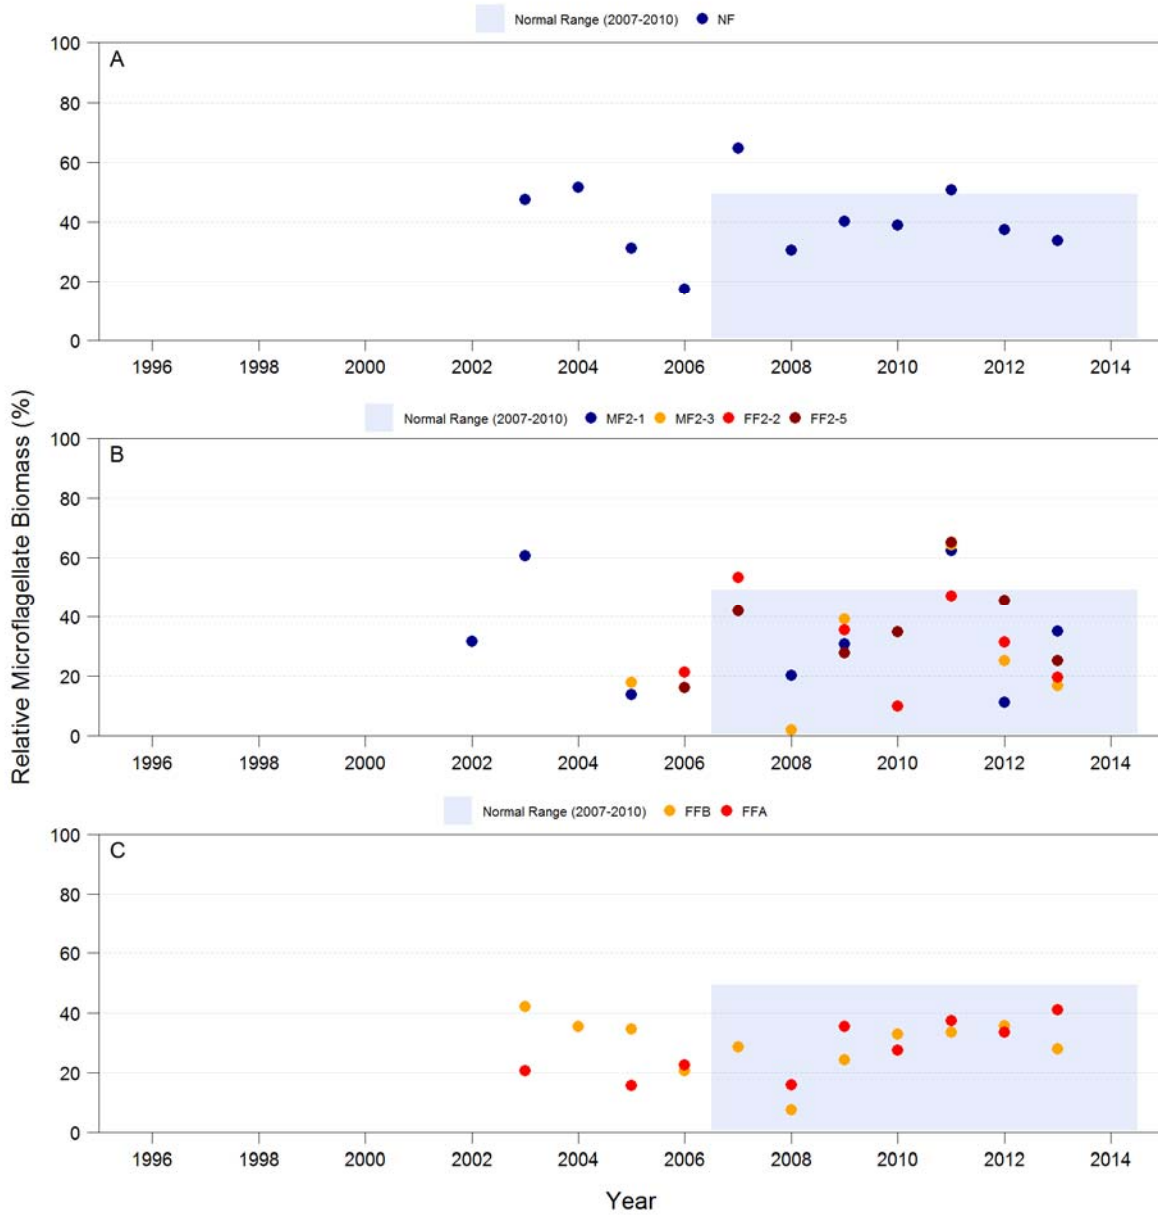 Normal Range (2007-2010) NF
A
100
80
60
40
20
0
1996 1998 2000 2002 2004 2006 2008 2010 2012 2014
Relative Microflagellate Biomass (%)
Normal Range (2007-2010) MF2-1 MF2-3 FF2-2 FF2-5
B
100
80
60
40
20
0
1996 1998 2000 2002 2004 2006 2008 2010 2012 2014
Normal Range (2007-2010) FFB FFA
C
100
80
60
40
20
0
1996 1998 2000 2002 2004 2006 2008 2010 2012 2014
Year